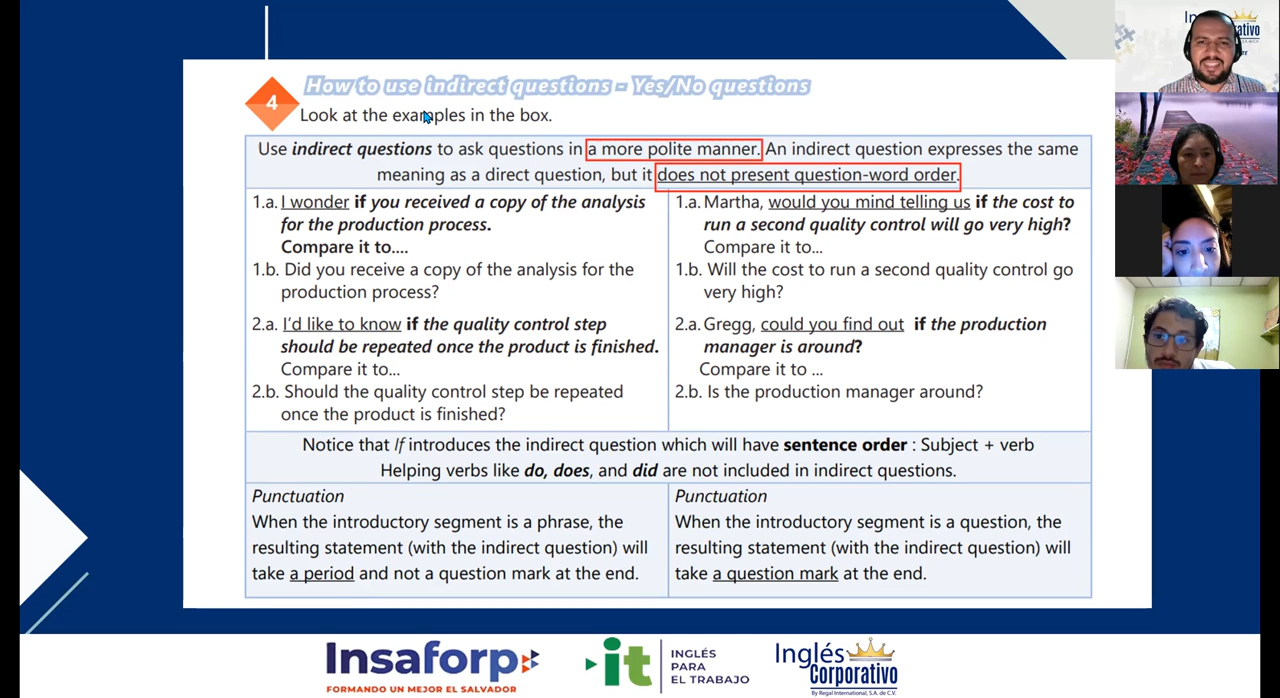 4
How to use indirect questions - Yes/No questions
Look at the examples in the box.
Use indirect questions to ask questions in a more polite manner. An indirect question expresses the same
meaning as a direct question, but it does not present question-word order.
1.a. I wonder if you received a copy of the analysis
for the production process.
Compare it to....
1.b. Did you receive a copy of the analysis for the
production process?
2.a. I'd like to know if the quality control step
should be repeated once the product is finished.
Compare it to...
2.b. Should the quality control step be repeated
once the product is finished?
1.a. Martha, would you mind telling us if the cost to
run a second quality control will go very high?
Compare it to...
1.b. Will the cost to run a second quality control go
very high?
2.a. Gregg, could you find out if the production
manager is around?
Compare it to ...
2.b. Is the production manager around?
Notice that If introduces the indirect question which will have sentence order : Subject + verb
Helping verbs like do, does, and did are not included in indirect questions.
Punctuation
When the introductory segment is a phrase, the
resulting statement (with the indirect question) will
take a period and not a question mark at the end.
Punctuation
When the introductory segment is a question, the
resulting statement (with the indirect question) will
take a question mark at the end.
Insaforp
FORMANDO UN MEJOR EL SALVADOR
it
INGLÉS
PARA
EL TRABAJO
Inglés
Corporativo
By Regal International, S.A. de C.V.